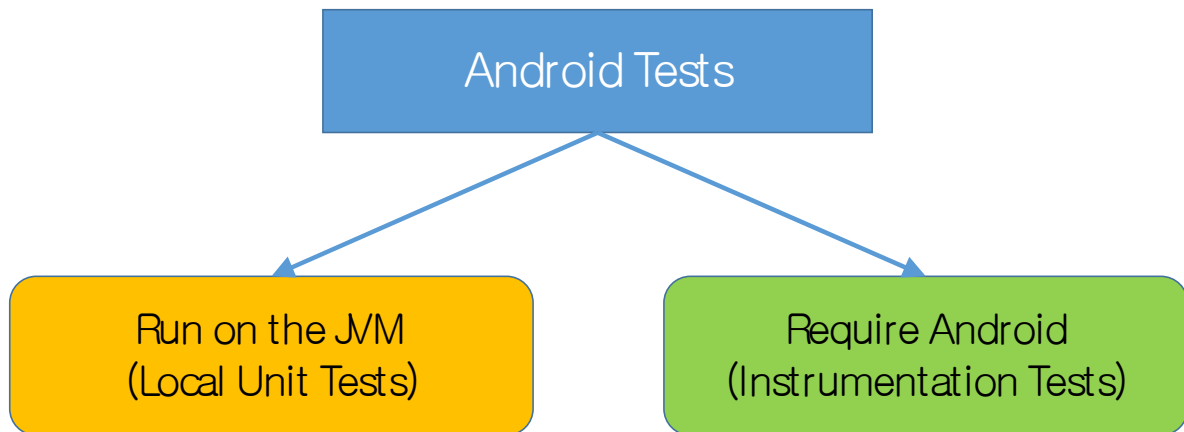 Android Tests
Run on the JVM
(Local Unit Tests)
Require Android
(Instrumentation Tests)